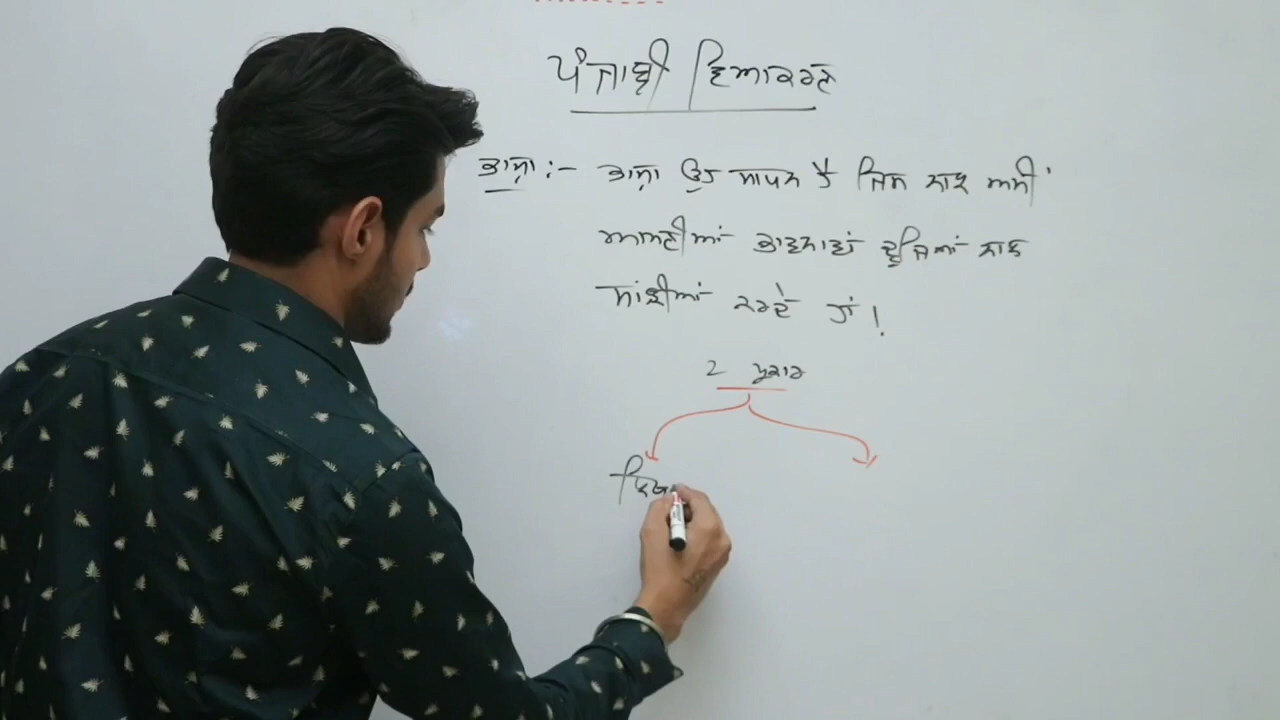 ਪੰਜਾਬੀ ਵਿਆਕਰਣ
ਭਾਸ਼ਾ :- ਭਾਸ਼ਾ ਉਹ ਸਾਧਨ ਹੈ ਜਿਸ ਨਾਲ ਅਸੀਂ
ਆਪਣੀਆਂ ਭਾਵਨਾਵਾਂ ਦੂਜਿਆਂ ਨਾਲ
ਸਾਂਝੀਆਂ ਕਰਦੇ ਹਾਂ।
2 ਪ੍ਰਕਾਰ
ਲਿਖ